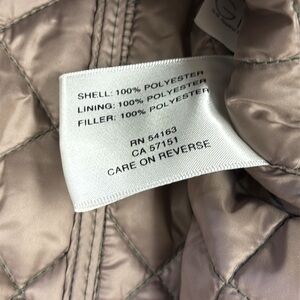 SHELL: 100% POLYESTER
LINING: 100% POLYESTER
FILLER: 100% POLYESTER
RN 54163
CA 57151
CARE ON REVERSE